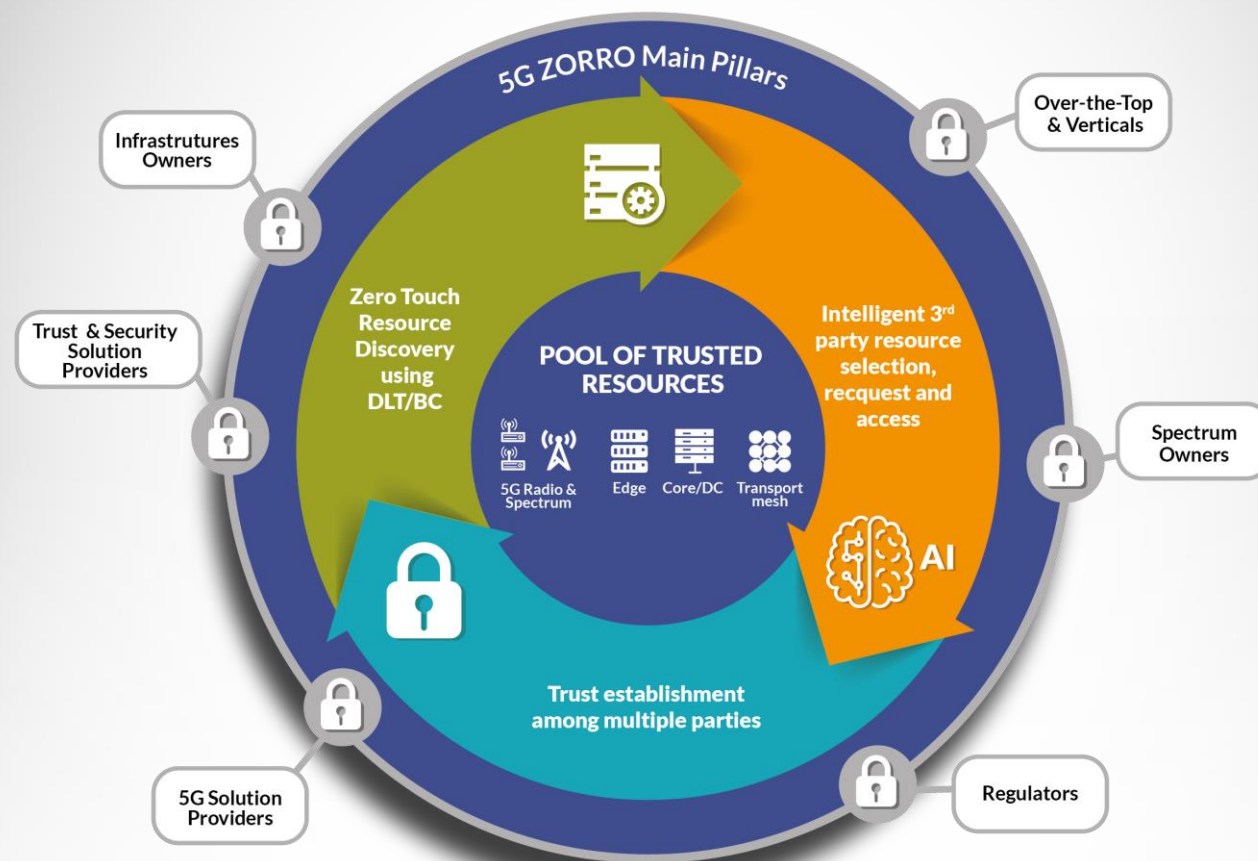 5G ZORRO Main Pillars
Infrastrutures
Owners
Over-the-Top
& Verticals
Trust & Security
Solution
Providers
Zero Touch
Resource
Discovery
using
DLT/BC
Intelligent 3rd
party resource
selection,
recquest and
access
POOL OF TRUSTED
RESOURCES
5G Radio &
Spectrum
Edge
Core/DC
Transport
mesh
Spectrum
Owners
AI
Trust establishment
among multiple parties
5G Solution
Providers
Regulators